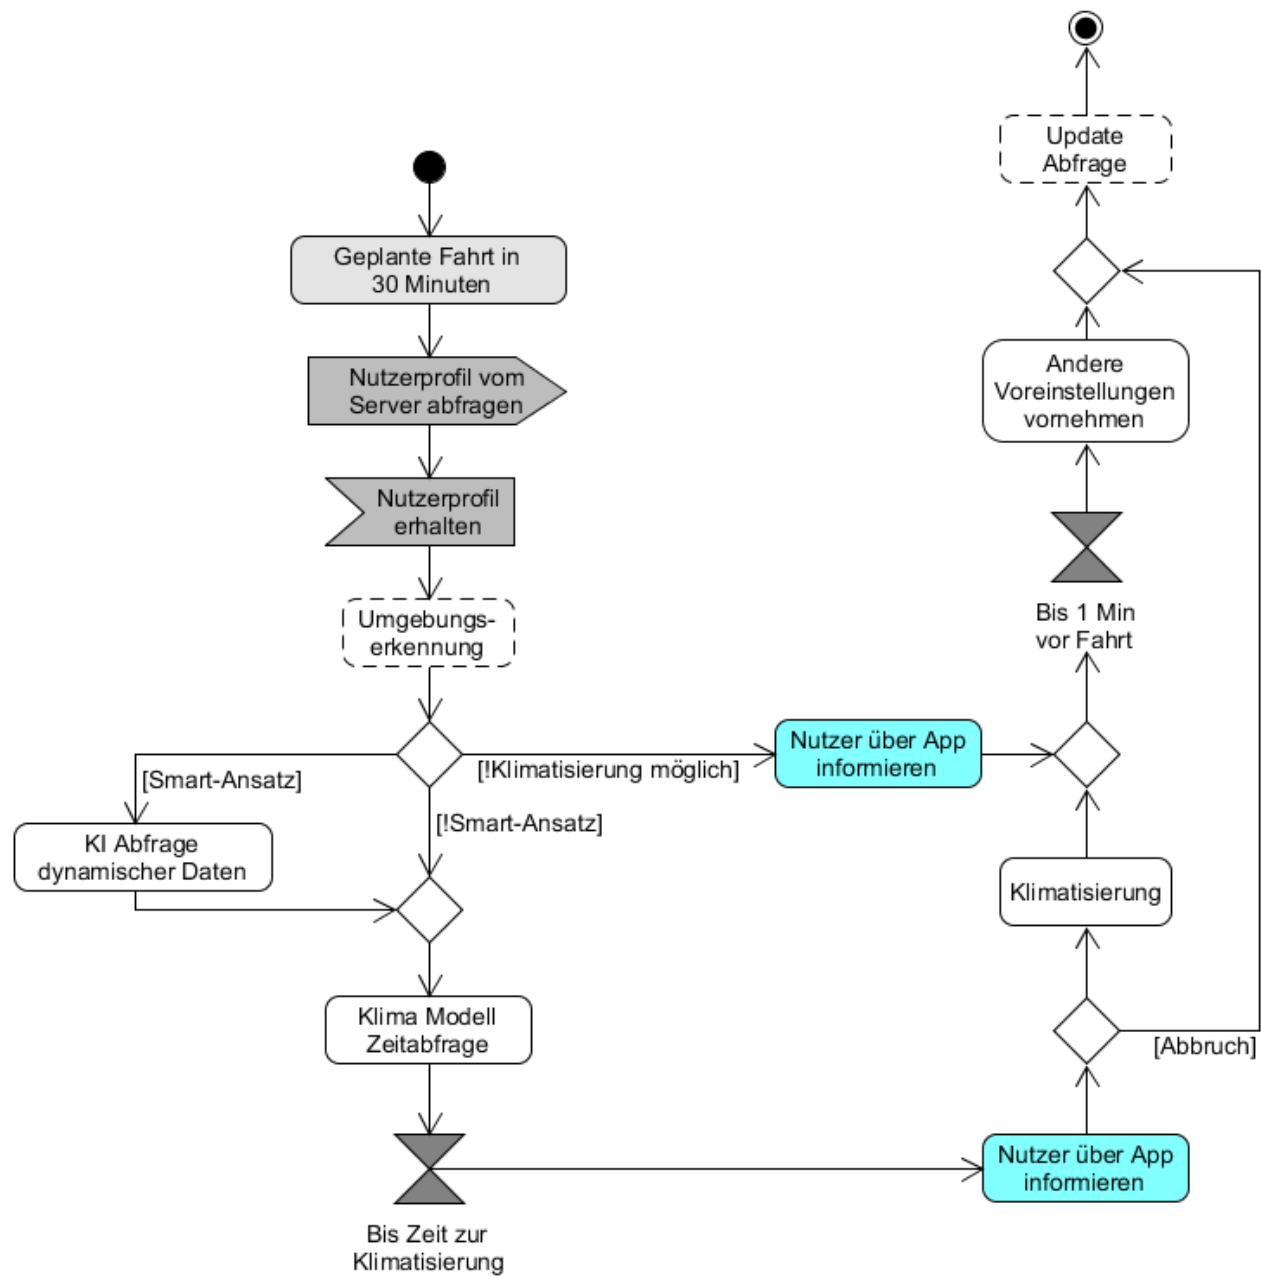 Geplante Fahrt in
30 Minuten
Nutzerprofil vom
Server abfragen
Nutzerprofil
erhalten
Umgebungs-
erkennung
[Smart-Ansatz]
[!Klimatisierung möglich]
[!Smart-Ansatz]
KI Abfrage
dynamischer Daten
Klima Modell
Zeitabfrage
Bis Zeit zur
Klimatisierung
Nutzer über App
informieren
Nutzer über App
informieren
[Abbruch]
Klimatisierung
Bis 1 Min
vor Fahrt
Andere
Voreinstellungen
vornehmen
Update
Abfrage